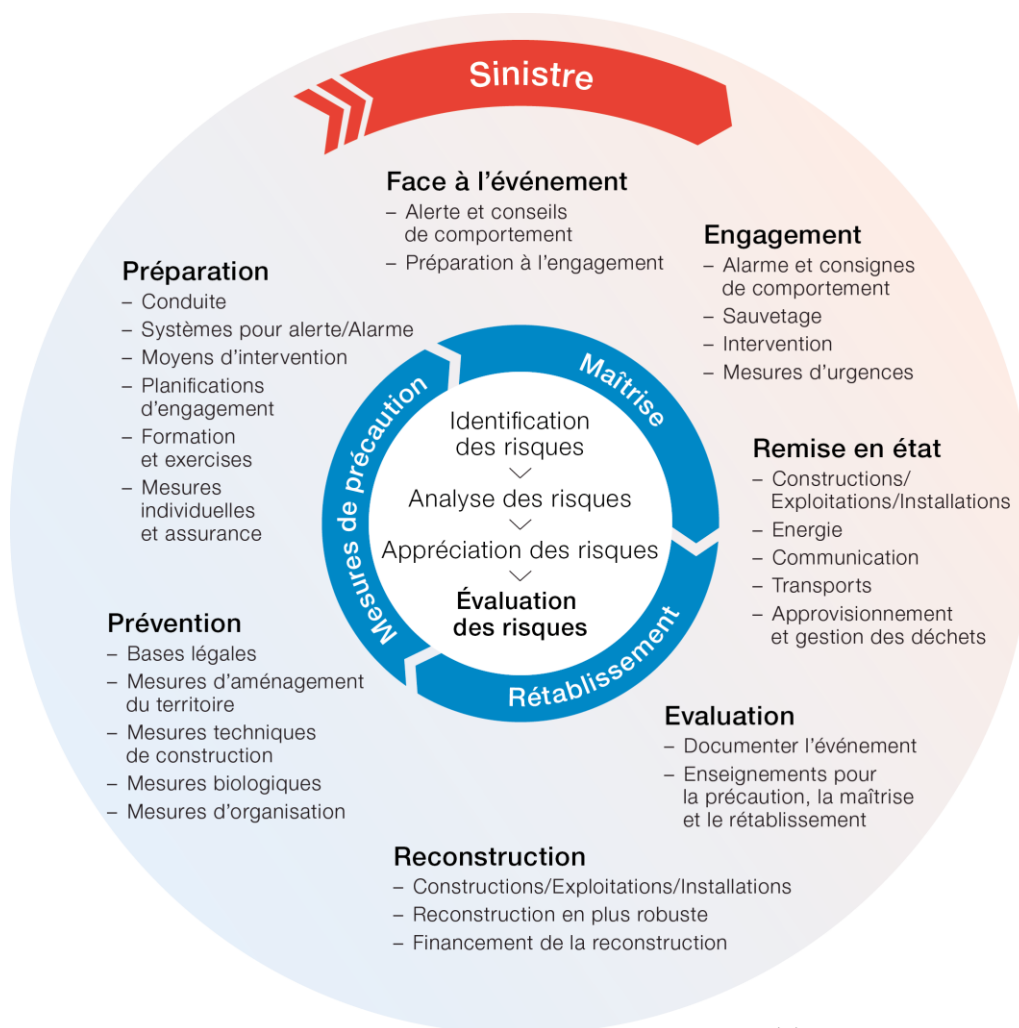 Sinistre
Face à l'événement
– Alerte et conseils
de comportement
– Préparation à l'engagement
Engagement
– Alarme et consignes
de comportement
– Sauvetage
– Intervention
– Mesures d'urgences
Remise en état
– Constructions/
Exploitations/Installations
– Energie
– Communication
– Transports
– Approvisionnement
et gestion des déchets
Evaluation
– Documenter l'événement
– Enseignements pour
la précaution, la maîtrise
et le rétablissement
Reconstruction
– Constructions/Exploitations/Installations
– Reconstruction en plus robuste
– Financement de la reconstruction
Prévention
– Bases légales
– Mesures d'aménagement
du territoire
– Mesures techniques
de construction
– Mesures biologiques
– Mesures d'organisation
Préparation
– Conduite
– Systèmes pour alerte/Alarme
– Moyens d'intervention
– Planifications
d'engagement
– Formation
et exercises
– Mesures
individuelles
et assurance
Maîtrise
Rétablissement
Mesures de précaution
Identification
des risques
Analyse des risques
Appréciation des risques
Évaluation
des risques